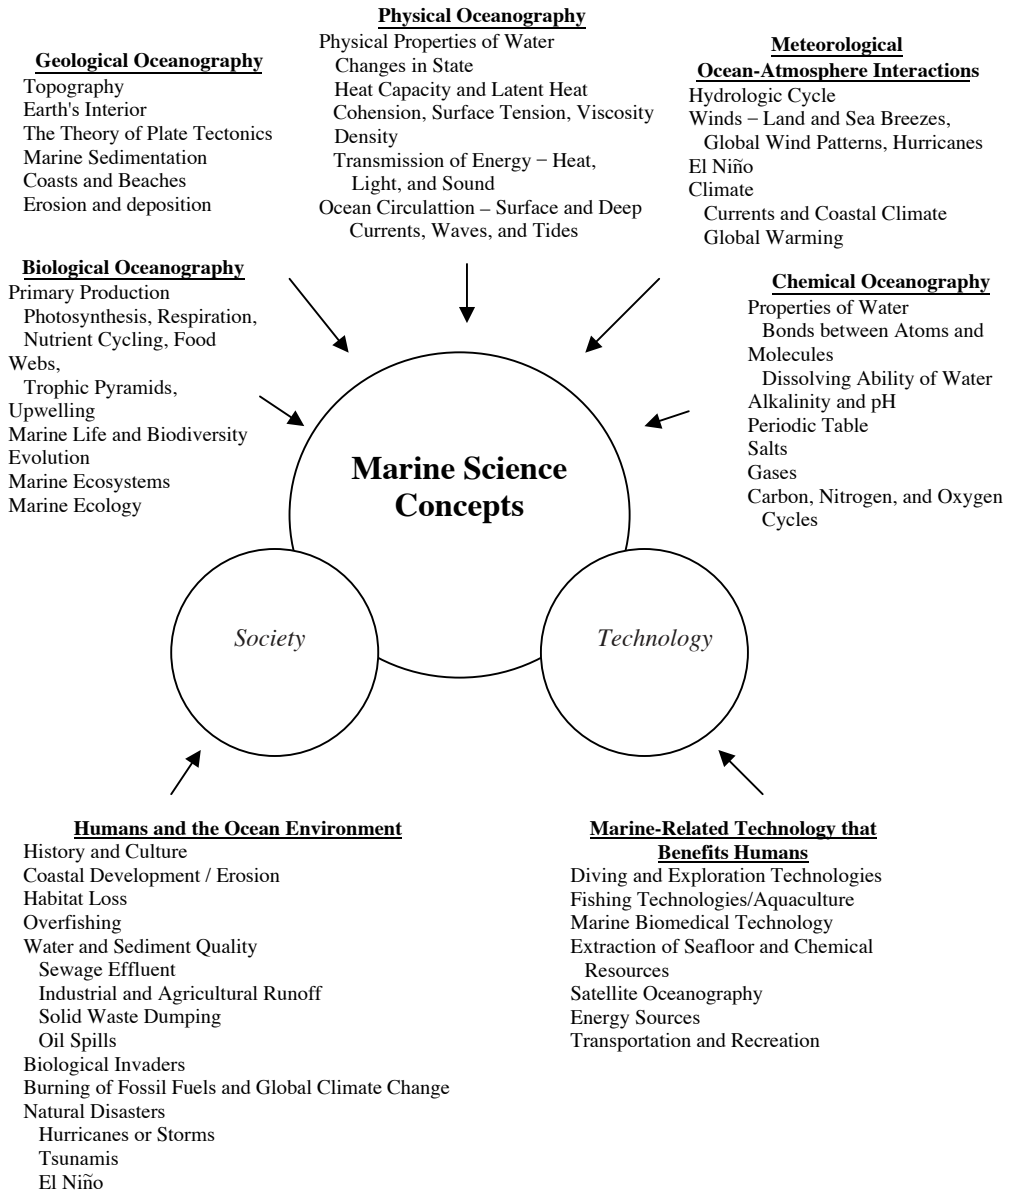 Physical Oceanography
Physical Properties of Water
Changes in State
Heat Capacity and Latent Heat
Cohension, Surface Tension, Viscosity
Density
Transmission of Energy − Heat,
Light, and Sound
Ocean Circulattion – Surface and Deep
Currents, Waves, and Tides
Geological Oceanography
Topography
Earth's Interior
The Theory of Plate Tectonics
Marine Sedimentation
Coasts and Beaches
Erosion and deposition
Meteorological
Ocean-Atmosphere Interactions
Hydrologic Cycle
Winds − Land and Sea Breezes,
Global Wind Patterns, Hurricanes
El Niño
Climate
Currents and Coastal Climate
Global Warming
Biological Oceanography
Primary Production
Photosynthesis, Respiration,
Nutrient Cycling, Food
Webs,
Trophic Pyramids,
Upwelling
Marine Life and Biodiversity
Evolution
Marine Ecosystems
Marine Ecology
Chemical Oceanography
Properties of Water
Bonds between Atoms and
Molecules
Dissolving Ability of Water
Alkalinity and pH
Periodic Table
Salts
Gases
Carbon, Nitrogen, and Oxygen
Cycles
Marine Science
Concepts
Society
Technology
Humans and the Ocean Environment
History and Culture
Coastal Development / Erosion
Habitat Loss
Overfishing
Water and Sediment Quality
Sewage Effluent
Industrial and Agricultural Runoff
Solid Waste Dumping
Oil Spills
Biological Invaders
Burning of Fossil Fuels and Global Climate Change
Natural Disasters
Hurricanes or Storms
Tsunamis
El Niño
Marine-Related Technology that
Benefits Humans
Diving and Exploration Technologies
Fishing Technologies/Aquaculture
Marine Biomedical Technology
Extraction of Seafloor and Chemical
Resources
Satellite Oceanography
Energy Sources
Transportation and Recreation